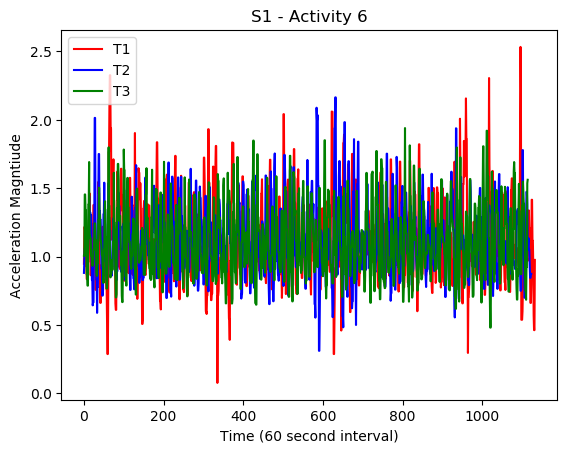 S1 - Activity 6
T1
T2
T3
Acceleration Magntiude
2.5
2.0
1.5
1.0
0.5
0.0
0 200 400 600 800 1000
Time (60 second interval)